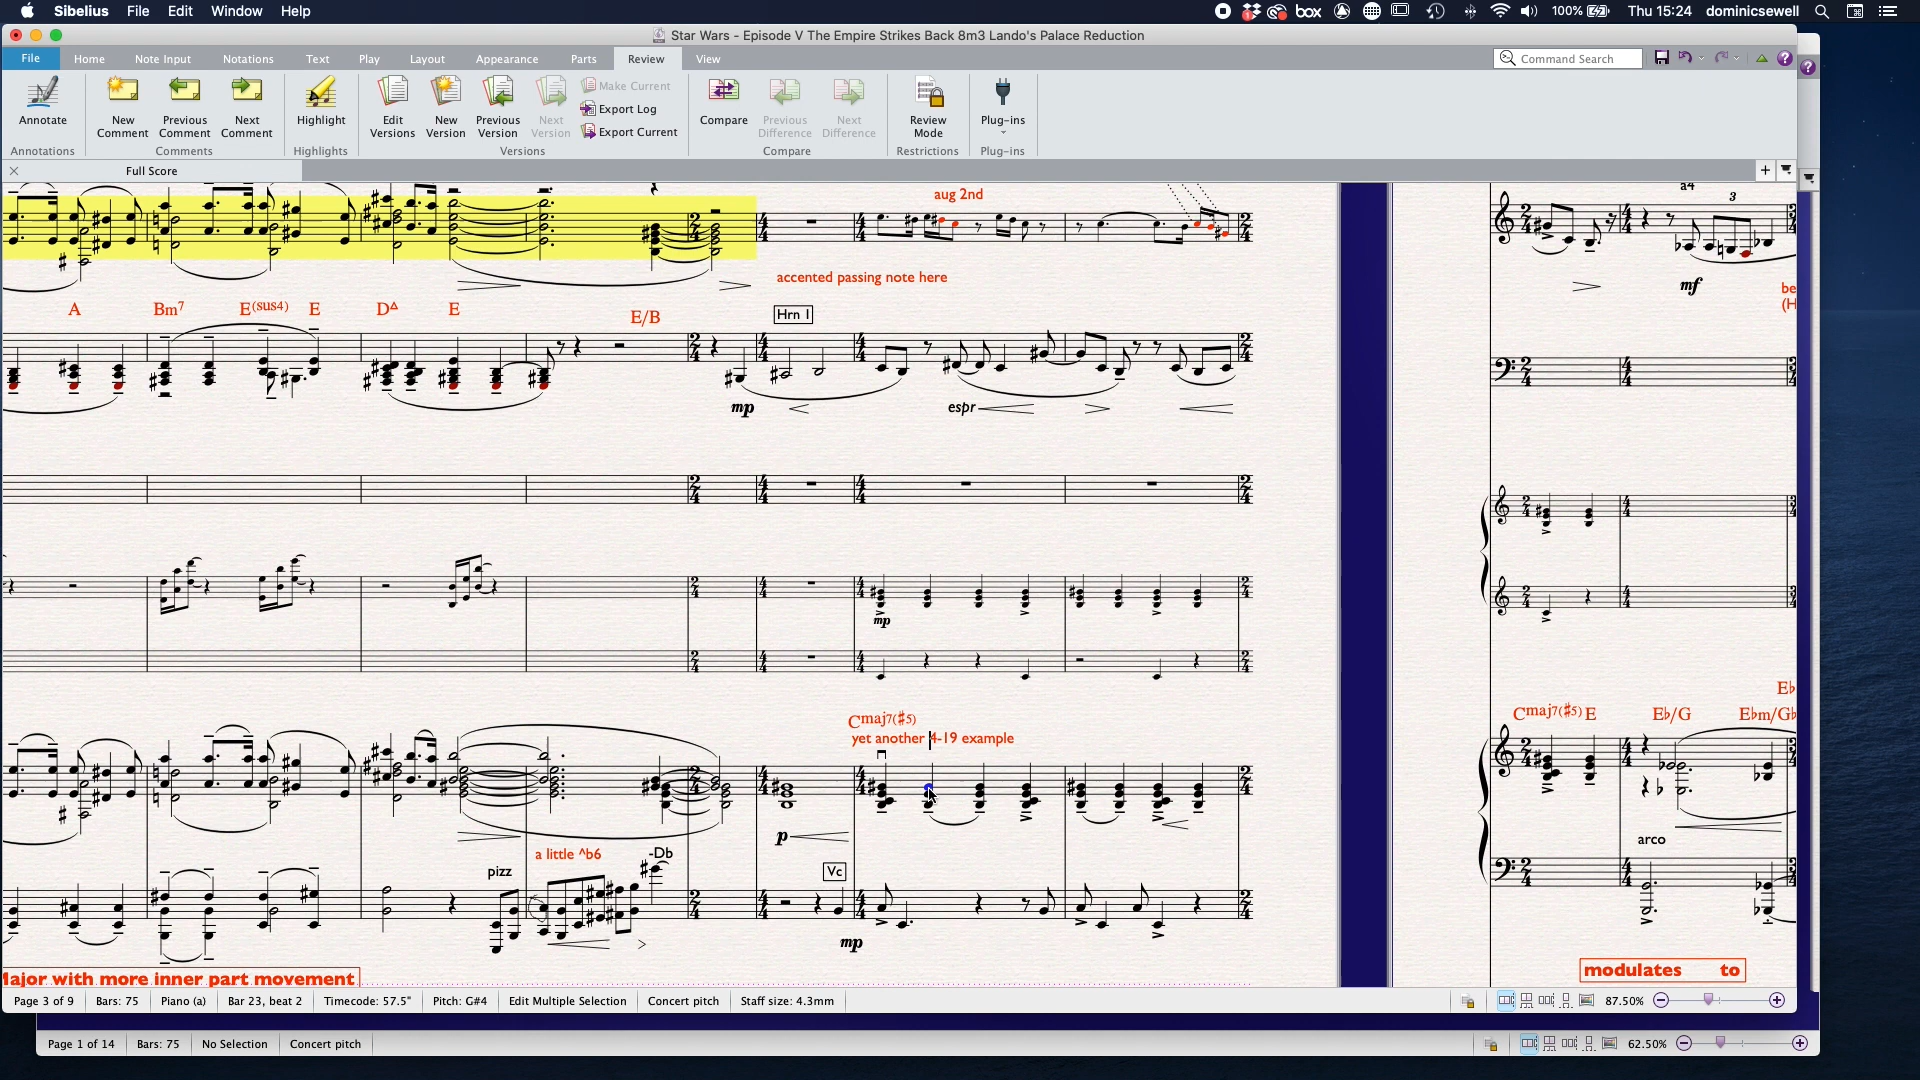 Sibelius File Edit Window Help
box 100% Thu 15:24 dominicsewell
Star Wars - Episode V The Empire Strikes Back 8m3 Lando's Palace Reduction
File Home Note Input Notations Text Play Layout Appearance Parts Review View
Command Search
Annotate
New Comment
Previous Comment
Next Comment
Highlight
Edit Versions
New Version
Previous Version
Next Version
Make Current
Export Log
Export Current
Compare
Previous Difference
Next Difference
Review Mode
Plug-ins
Annotations Comments Highlights Versions Compare Restrictions Plug-ins
Full Score
aug 2nd
a4
3
accented passing note here
mf
be
(H
A Bm7 E(sus4) E DΔ E E/B
Hrn 1
mp
espr
mp
Eb
Cmaj7(#5)
yet another 4-19 example
Cmaj7(#5) E Eb/G Ebm/Gb
p
a little ^b6 -Db
pizz
Vc
arco
mp
Major with more inner part movement
modulates to
Page 3 of 9 Bars: 75 Piano (a) Bar 23, beat 2 Timecode: 57.5" Pitch: G#4 Edit Multiple Selection Concert pitch Staff size: 4.3mm 87.50%
Page 1 of 14 Bars: 75 No Selection Concert pitch 62.50%